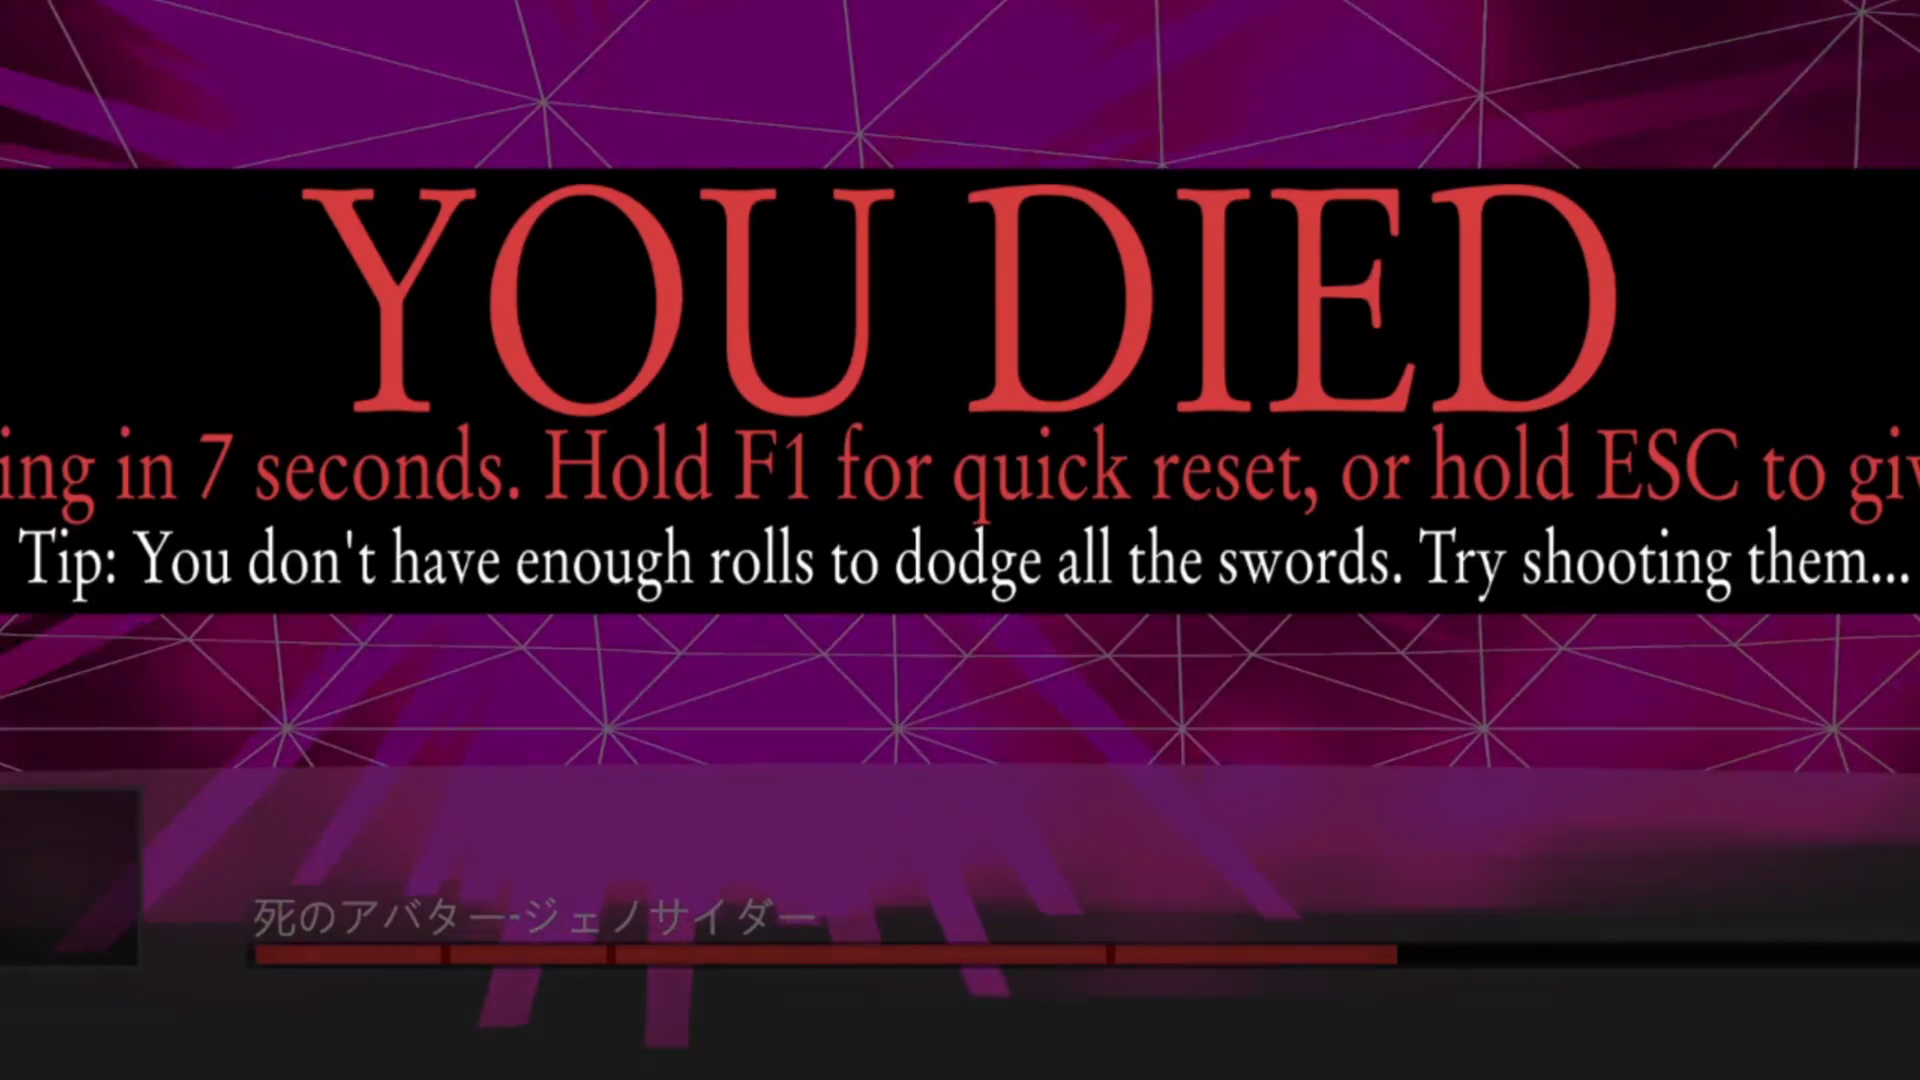 YOU DIED
ing in 7 seconds. Hold F1 for quick reset, or hold ESC to giv
Tip: You don't have enough rolls to dodge all the swords. Try shooting them...
死のアバター-ジェノサイダー